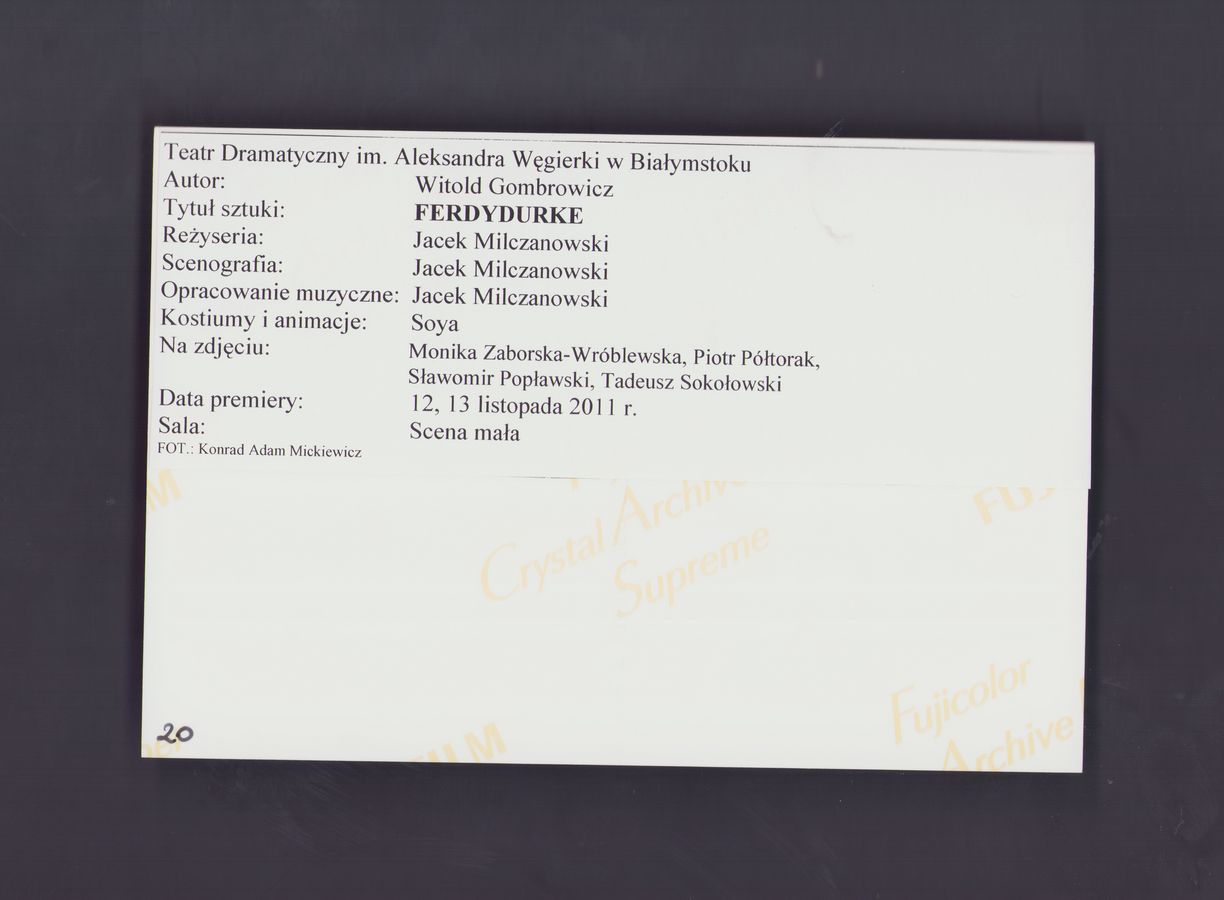 Teatr Dramatyczny im. Aleksandra Węgierki w Białymstoku
Autor: Witold Gombrowicz
Tytuł sztuki: FERDYDURKE
Reżyseria: Jacek Milczanowski
Scenografia: Jacek Milczanowski
Opracowanie muzyczne: Jacek Milczanowski
Kostiumy i animacje: Soya
Na zdjęciu: Monika Zaborska-Wróblewska, Piotr Półtorak,
Sławomir Popławski, Tadeusz Sokołowski
Data premiery: 12, 13 listopada 2011 r.
Sala: Scena mała
FOT.: Konrad Adam Mickiewicz
Crystal Archive
Supreme
Fujicolor
Archive
20